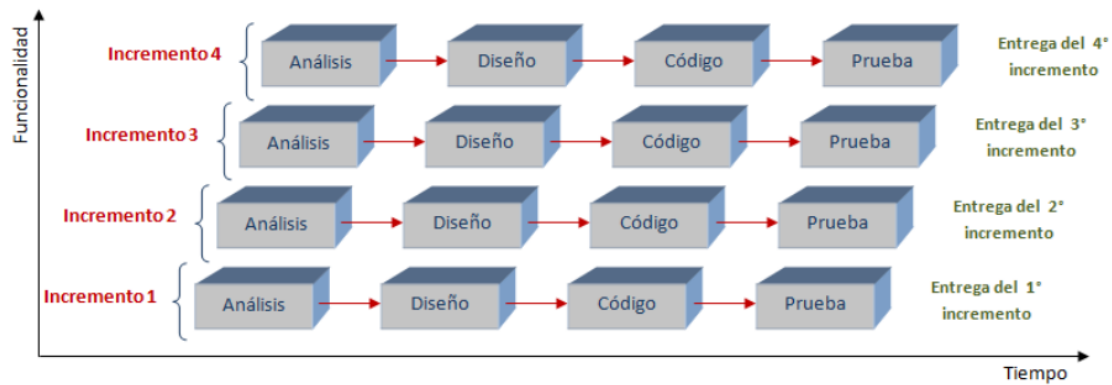 Funcionalidad
Incremento 4
Análisis
Diseño
Código
Prueba
Entrega del 4°
incremento
Incremento 3
Análisis
Diseño
Código
Prueba
Entrega del 3°
incremento
Incremento 2
Análisis
Diseño
Código
Prueba
Entrega del 2°
incremento
Incremento 1
Análisis
Diseño
Código
Prueba
Entrega del 1°
incremento
Tiempo